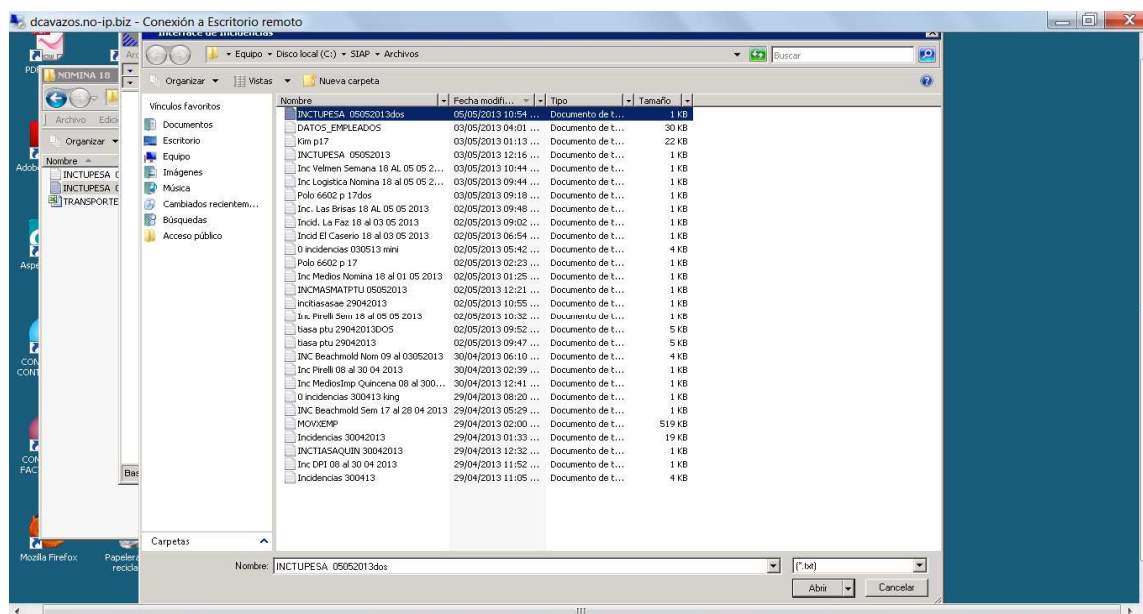 dcavazos.no-ip.biz - Conexión a Escritorio remoto
Interface de Incidencias
Equipo Disco local (C:) SIAP Archivos Buscar
Organizar Vistas Nueva carpeta
NOMINA 18
Archivo Edic
Organizar
Nombre
INCTUPESA
INCTUPESA
TRANSPORTE
Vínculos favoritos
Documentos
Escritorio
Equipo
Imágenes
Música
Cambiados recientem...
Búsquedas
Acceso público
Carpetas
Nombre Fecha modifi... Tipo Tamaño
INCTUPESA 05052013dos 05/05/2013 10:54 ... Documento de t... 1 KB
DATOS_EMPLEADOS 03/05/2013 04:01 ... Documento de t... 30 KB
Kim p17 03/05/2013 01:13 ... Documento de t... 22 KB
INCTUPESA 05052013 03/05/2013 12:16 ... Documento de t... 1 KB
Inc Velmen Semana 18 AL 05 05 2... 03/05/2013 10:44 ... Documento de t... 1 KB
Inc Logistica Nomina 18 al 05 05 2... 03/05/2013 09:44 ... Documento de t... 1 KB
Polo 6602 p 17dos 03/05/2013 09:18 ... Documento de t... 1 KB
Inc. Las Brisas 18 AL 05 05 2013 02/05/2013 09:48 ... Documento de t... 1 KB
Incid. La Faz 18 al 03 05 2013 02/05/2013 09:02 ... Documento de t... 1 KB
Incid El Caserio 18 al 03 05 2013 02/05/2013 06:54 ... Documento de t... 1 KB
0 incidencias 030513 mini 02/05/2013 05:42 ... Documento de t... 4 KB
Polo 6602 p 17 02/05/2013 02:23 ... Documento de t... 1 KB
Inc Medios Nomina 18 al 01 05 2013 02/05/2013 01:25 ... Documento de t... 1 KB
INCMASMATPTU 05052013 02/05/2013 12:21 ... Documento de t... 1 KB
incitiasasae 29042013 02/05/2013 10:55 ... Documento de t... 1 KB
Inc Pirelli Sem 18 al 05 05 2013 02/05/2013 10:32 ... Documento de t... 1 KB
tiasa ptu 29042013DOS 02/05/2013 09:52 ... Documento de t... 5 KB
tiasa ptu 29042013 02/05/2013 09:47 ... Documento de t... 5 KB
INC Beachmold Nom 09 al 03052013 30/04/2013 06:10 ... Documento de t... 4 KB
Inc Pirelli 08 al 30 04 2013 30/04/2013 02:39 ... Documento de t... 1 KB
Inc MediosImp Quincena 08 al 300... 30/04/2013 12:41 ... Documento de t... 1 KB
0 incidencias 300413 king 29/04/2013 08:20 ... Documento de t... 1 KB
INC Beachmold Sem 17 al 28 04 2013 29/04/2013 05:29 ... Documento de t... 1 KB
MOVXEMP 29/04/2013 02:00 ... Documento de t... 519 KB
Incidencias 30042013 29/04/2013 01:33 ... Documento de t... 19 KB
INCTIASAQUIN 30042013 29/04/2013 12:32 ... Documento de t... 1 KB
Inc DPI 08 al 30 04 2013 29/04/2013 11:52 ... Documento de t... 1 KB
Incidencias 300413 29/04/2013 11:05 ... Documento de t... 4 KB
Nombre: INCTUPESA 05052013dos (*.txt)
Abrir Cancelar
Adob
Aspe
CON
CONT
CON
FAC
Bas
Mozilla Firefox
Papelera
recicla